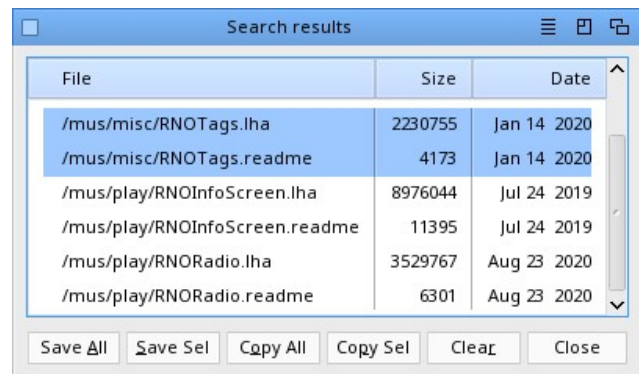 Search results
File Size Date
/mus/misc/RNOTags.lha 2230755 Jan 14 2020
/mus/misc/RNOTags.readme 4173 Jan 14 2020
/mus/play/RNOInfoScreen.lha 8976044 Jul 24 2019
/mus/play/RNOInfoScreen.readme 11395 Jul 24 2019
/mus/play/RNORadio.lha 3529767 Aug 23 2020
/mus/play/RNORadio.readme 6301 Aug 23 2020
Save All Save Sel Copy All Copy Sel Clear Close